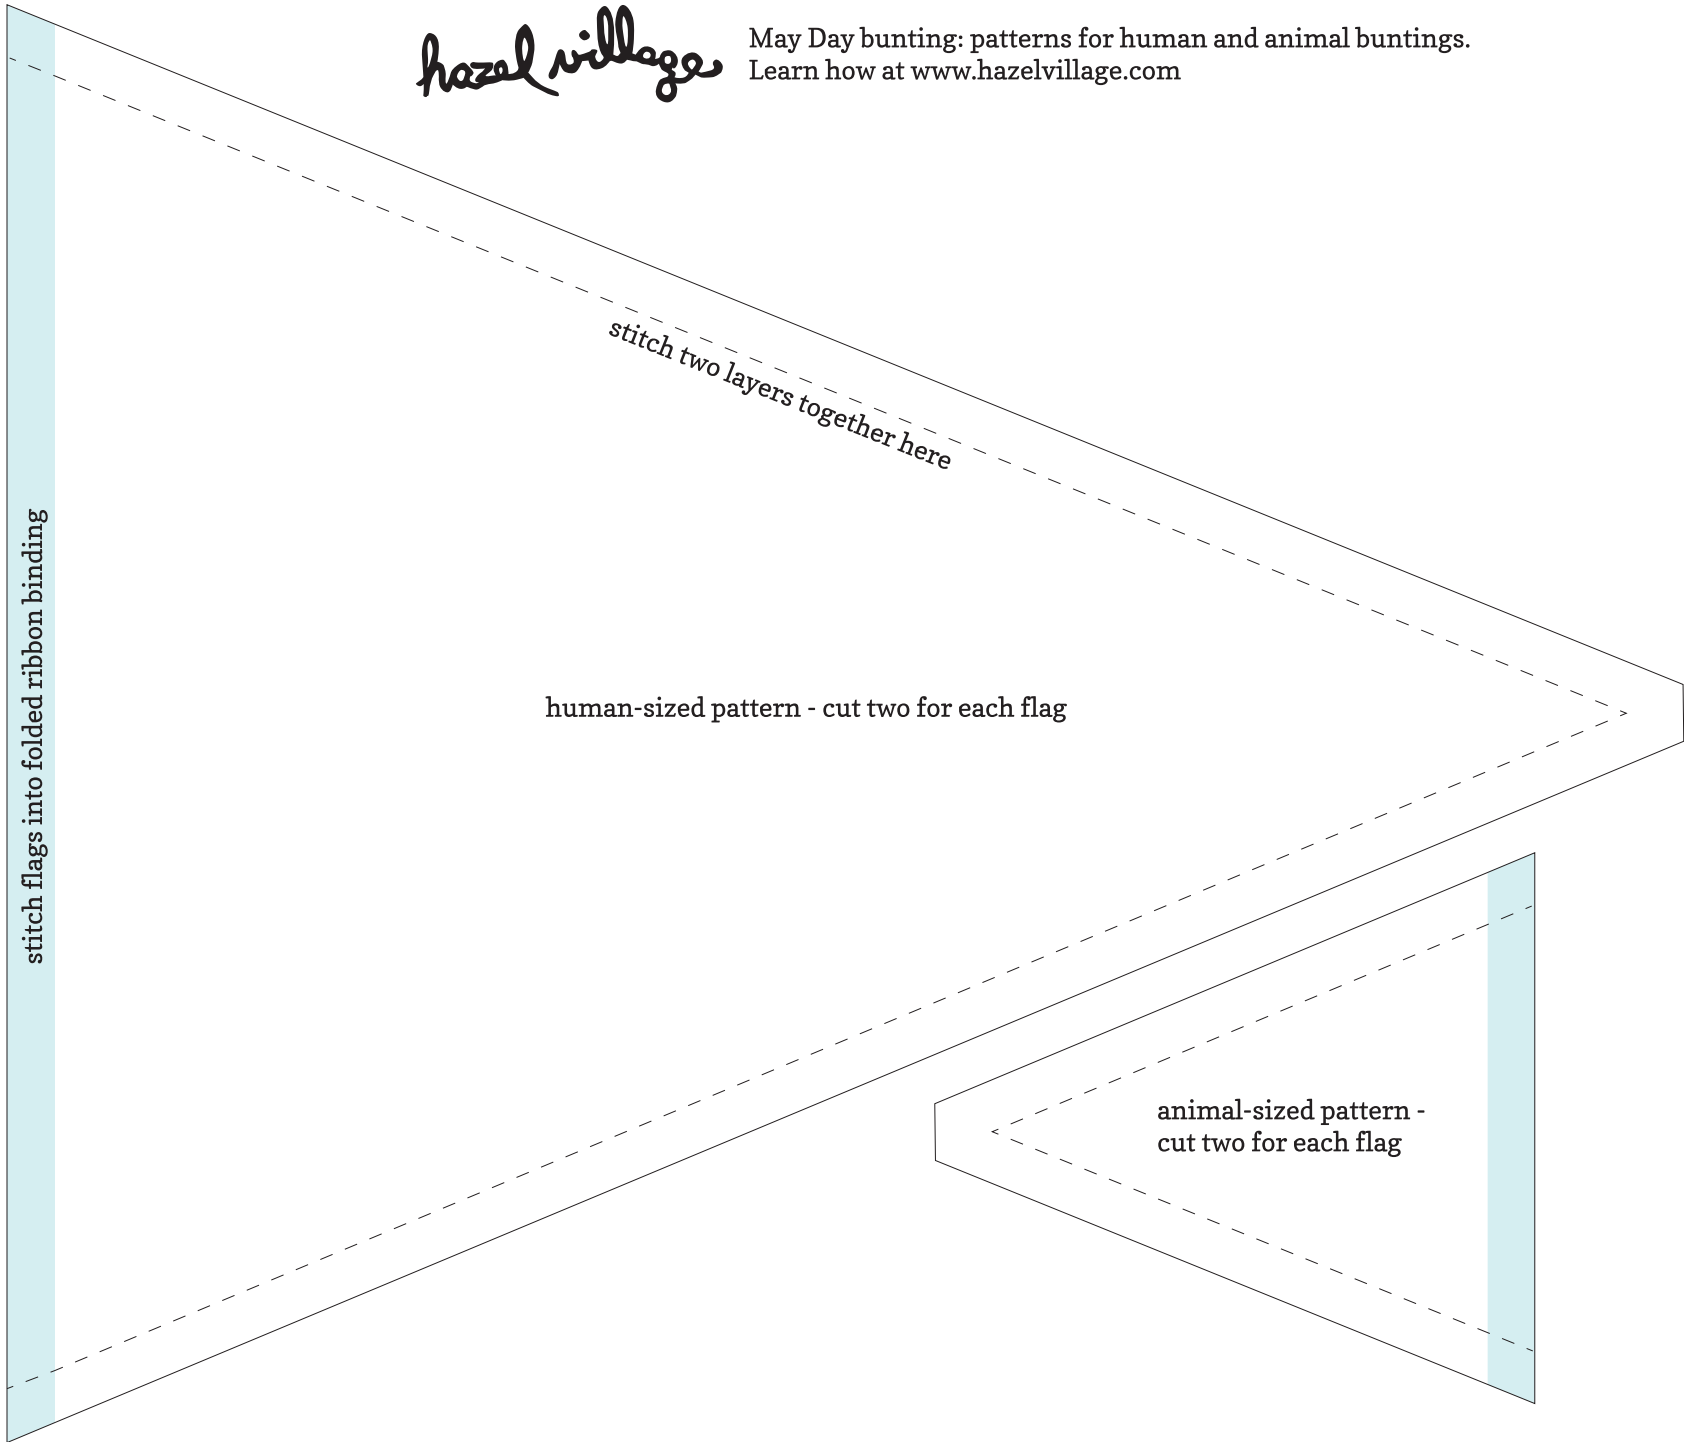 hazel village
May Day bunting: patterns for human and animal buntings.
Learn how at www.hazelvillage.com
stitch two layers together here
stitch flags into folded ribbon binding
human-sized pattern - cut two for each flag
animal-sized pattern -
cut two for each flag